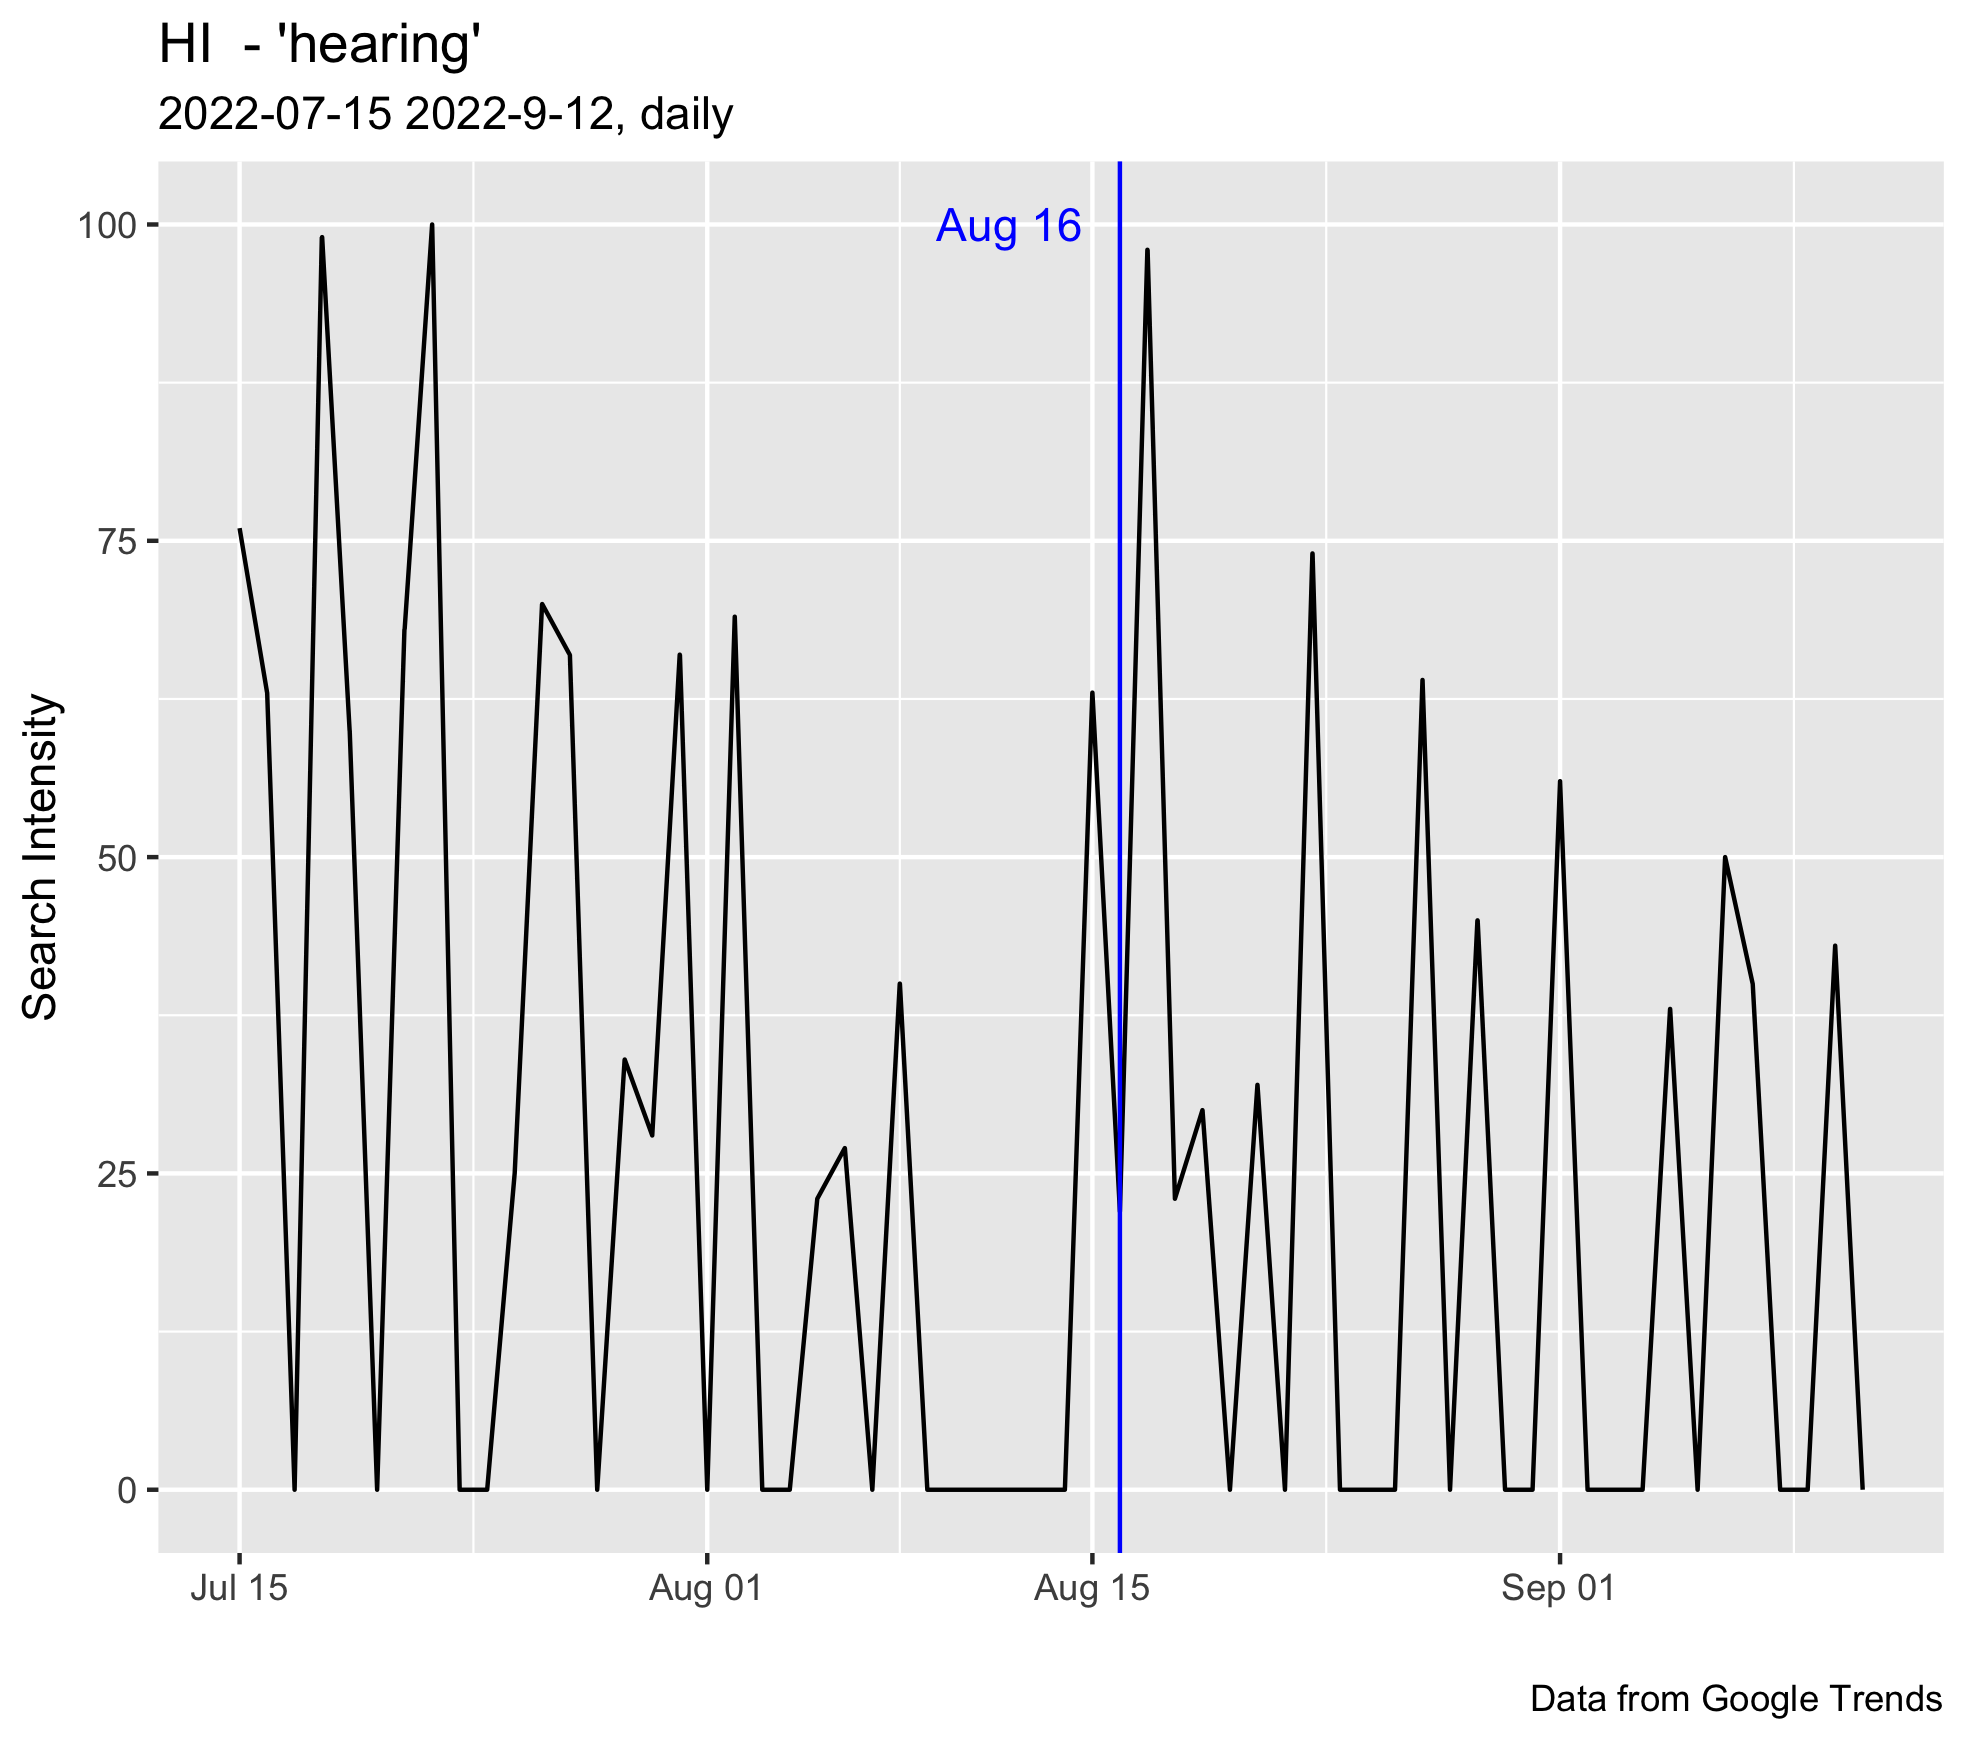 HI  - 'hearing'
2022-07-15 2022-9-12, daily
Aug 16
100
75
50
25
0
Search Intensity
Jul 15
Aug 01
Aug 15
Sep 01
Data from Google Trends